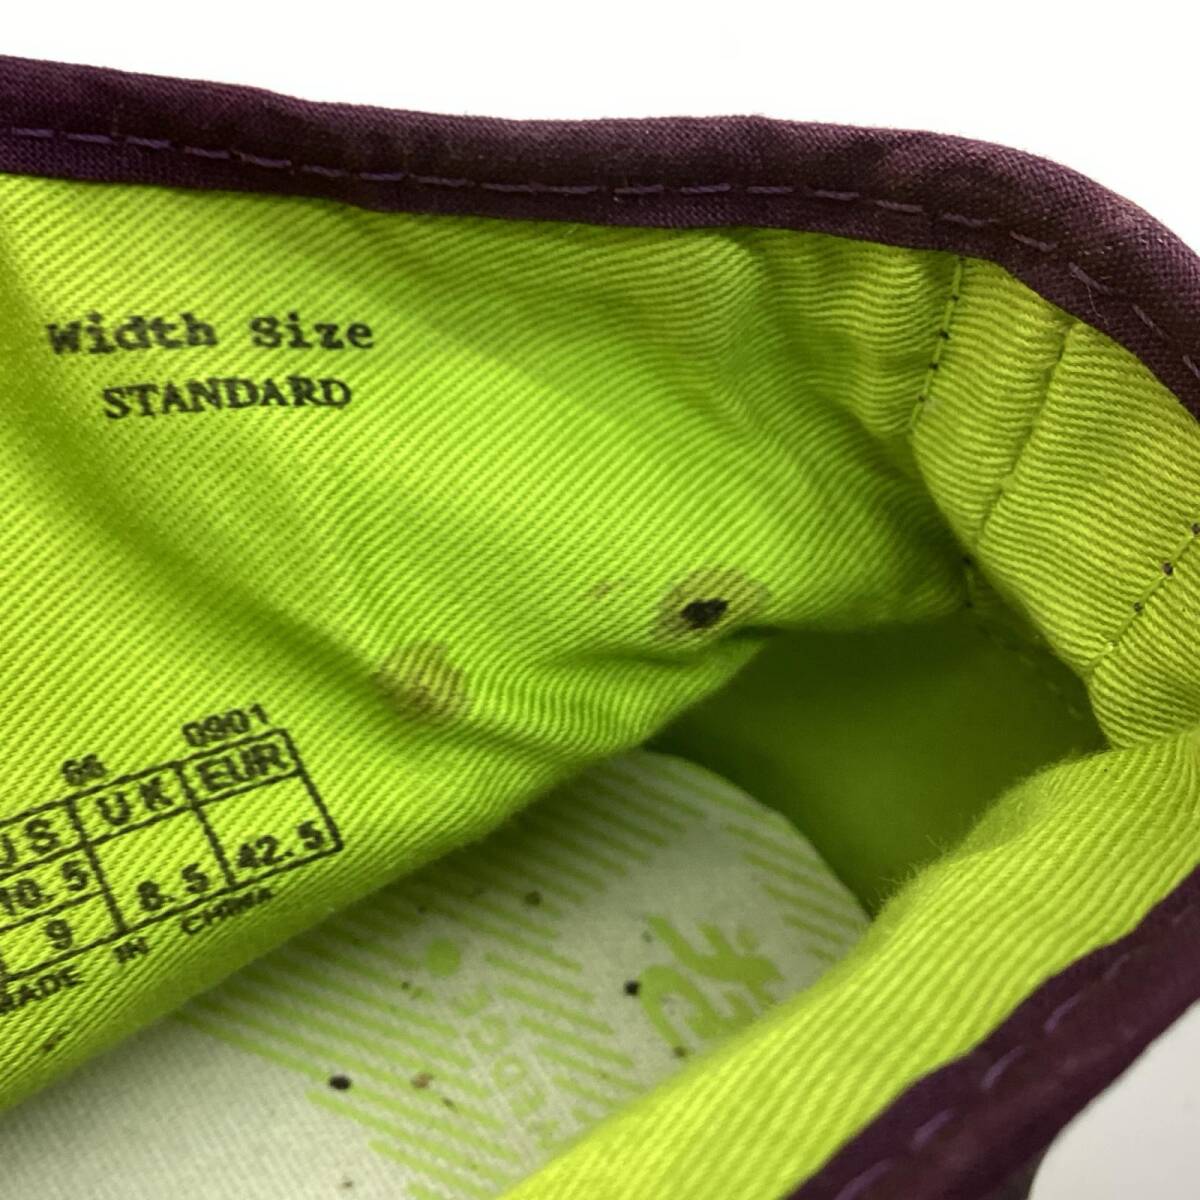 Width Size
STANDARD
66 0901
US UK EUR
10.5 8.5 42.5
9
MADE IN CHINA